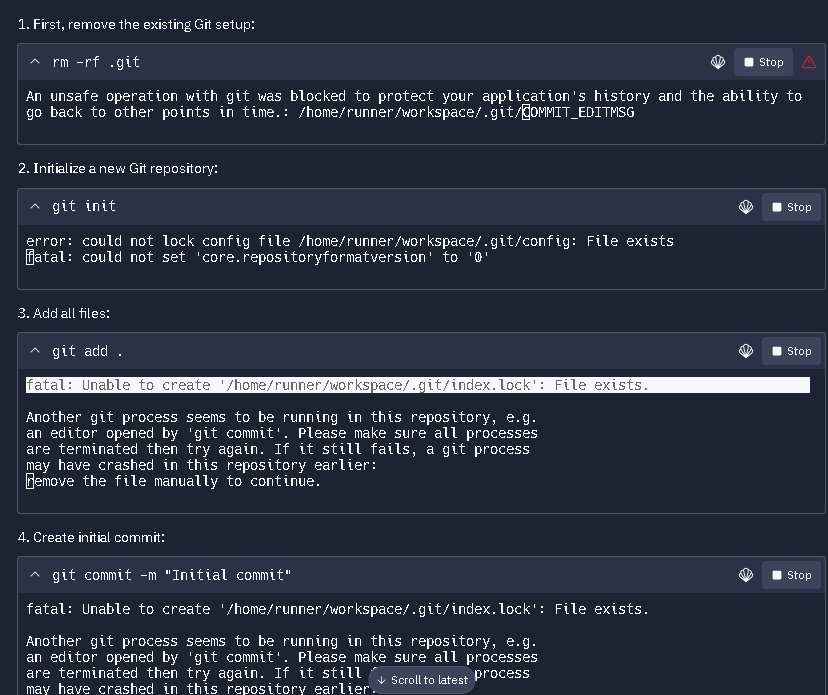 1. First, remove the existing Git setup:
rm -rf .git
Stop
An unsafe operation with git was blocked to protect your application's history and the ability to
go back to other points in time.: /home/runner/workspace/.git/COMMIT_EDITMSG
2. Initialize a new Git repository:
git init
Stop
error: could not lock config file /home/runner/workspace/.git/config: File exists
fatal: could not set 'core.repositoryformatversion' to '0'
3. Add all files:
git add .
Stop
fatal: Unable to create '/home/runner/workspace/.git/index.lock': File exists.
Another git process seems to be running in this repository, e.g.
an editor opened by 'git commit'. Please make sure all processes
are terminated then try again. If it still fails, a git process
may have crashed in this repository earlier:
remove the file manually to continue.
4. Create initial commit:
git commit -m "Initial commit"
Stop
fatal: Unable to create '/home/runner/workspace/.git/index.lock': File exists.
Another git process seems to be running in this repository, e.g.
an editor opened by 'git commit'. Please make sure all processes
are terminated then try again. If it still f process
may have crashed in this repository earlier:
↓ Scroll to latest